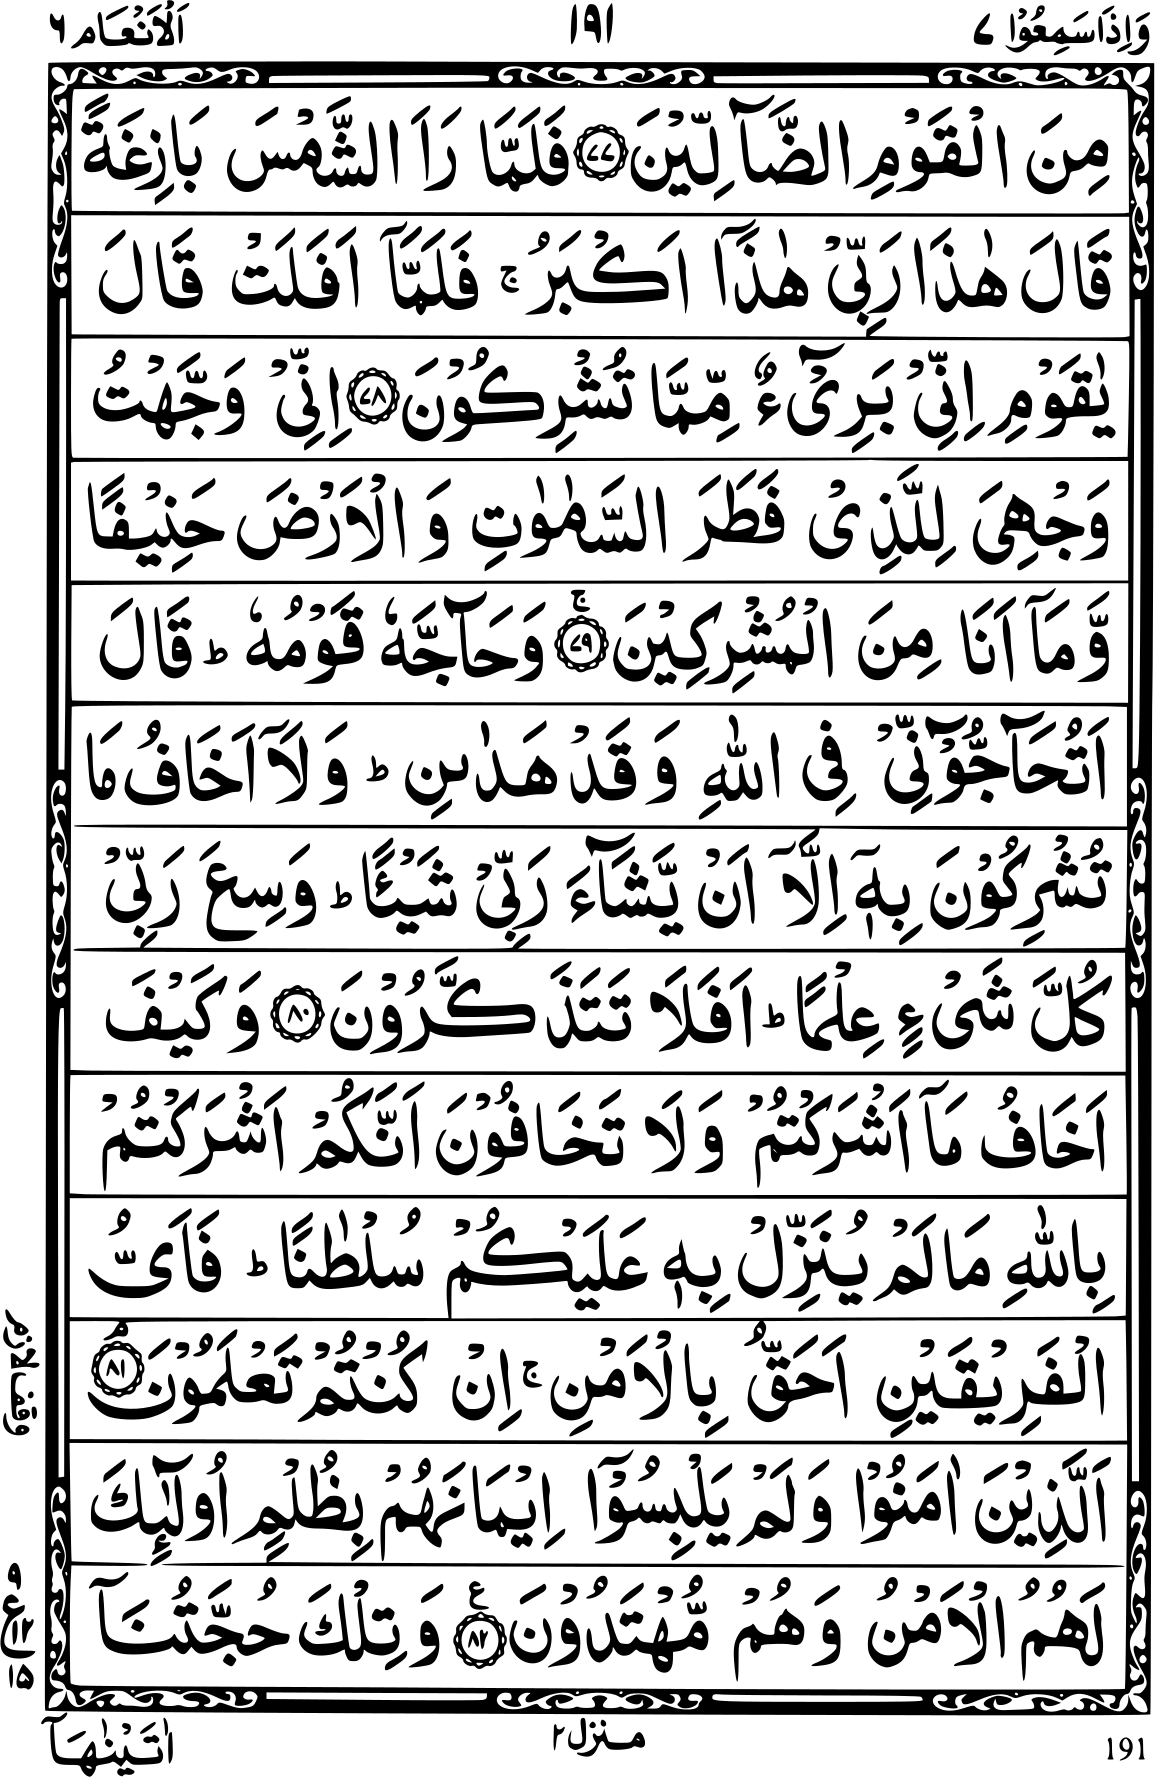 وَاِذَاسَمِعُوْا ٧ ١٩١ اَلْاَنْعَام ٦
مِنَ الْقَوْمِ الضَّآلِّيْنَ ﴿٧٧﴾ فَلَمَّا رَاَ الشَّمْسَ بَازِغَةً
قَالَ هٰذَا رَبِّيْ هٰذَآ اَكْبَرُ ۚ فَلَمَّآ اَفَلَتْ قَالَ
يٰقَوْمِ اِنِّيْ بَرِيْٓءٌ مِّمَّا تُشْرِكُوْنَ ﴿٧٨﴾ اِنِّيْ وَجَّهْتُ
وَجْهِيَ لِلَّذِيْ فَطَرَ السَّمٰوٰتِ وَالْاَرْضَ حَنِيْفًا
وَّمَآ اَنَا مِنَ الْمُشْرِكِيْنَ ۚ ﴿٧٩﴾ وَحَآجَّهٗ قَوْمُهٗ ؕ قَالَ
اَتُحَآجُّوْٓنِّيْ فِي اللّٰهِ وَقَدْ هَدٰىنِ ؕ وَلَآ اَخَافُ مَا
تُشْرِكُوْنَ بِهٖٓ اِلَّآ اَنْ يَّشَآءَ رَبِّيْ شَيْـًٔا ؕ وَسِعَ رَبِّيْ
كُلَّ شَيْءٍ عِلْمًا ؕ اَفَلَا تَتَذَكَّرُوْنَ ﴿٨٠﴾ وَكَيْفَ
اَخَافُ مَآ اَشْرَكْتُمْ وَلَا تَخَافُوْنَ اَنَّكُمْ اَشْرَكْتُمْ
بِاللّٰهِ مَا لَمْ يُنَزِّلْ بِهٖ عَلَيْكُمْ سُلْطٰنًا ؕ فَاَيُّ
الْفَرِيْقَيْنِ اَحَقُّ بِالْاَمْنِ ۚ اِنْ كُنْتُمْ تَعْلَمُوْنَ ۘ ﴿٨١﴾
اَلَّذِيْنَ اٰمَنُوْا وَلَمْ يَلْبِسُوْٓا اِيْمَانَهُمْ بِظُلْمٍ اُولٰٓئِكَ
لَهُمُ الْاَمْنُ وَهُمْ مُّهْتَدُوْنَ ﴿٨٢﴾ ع وَتِلْكَ حُجَّتُنَآ
وقف لازم
٩
ع ١٢
١٥
اٰتَيْنٰهَآ منزل ٢ 191